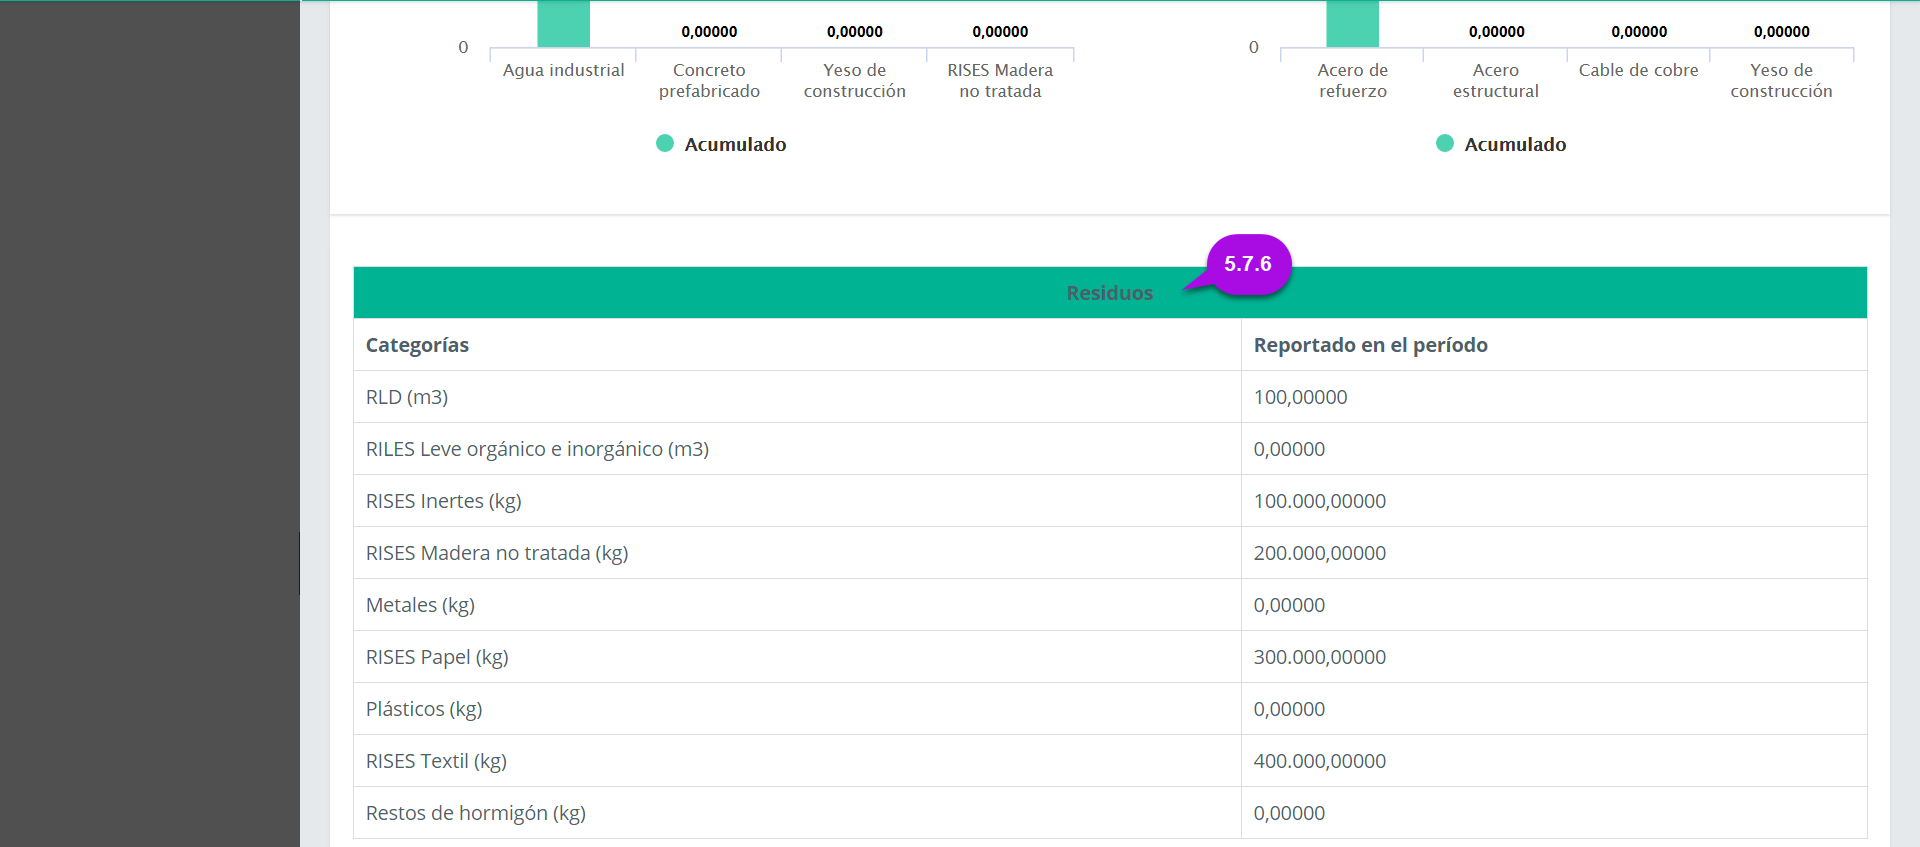 0,00000 0,00000 0,00000
0
Agua industrial Concreto prefabricado Yeso de construcción RISES Madera no tratada
Acumulado
0,00000 0,00000 0,00000
0
Acero de refuerzo Acero estructural Cable de cobre Yeso de construcción
Acumulado
5.7.6
Residuos
Categorías Reportado en el período
RLD (m3) 100,00000
RILES Leve orgánico e inorgánico (m3) 0,00000
RISES Inertes (kg) 100.000,00000
RISES Madera no tratada (kg) 200.000,00000
Metales (kg) 0,00000
RISES Papel (kg) 300.000,00000
Plásticos (kg) 0,00000
RISES Textil (kg) 400.000,00000
Restos de hormigón (kg) 0,00000